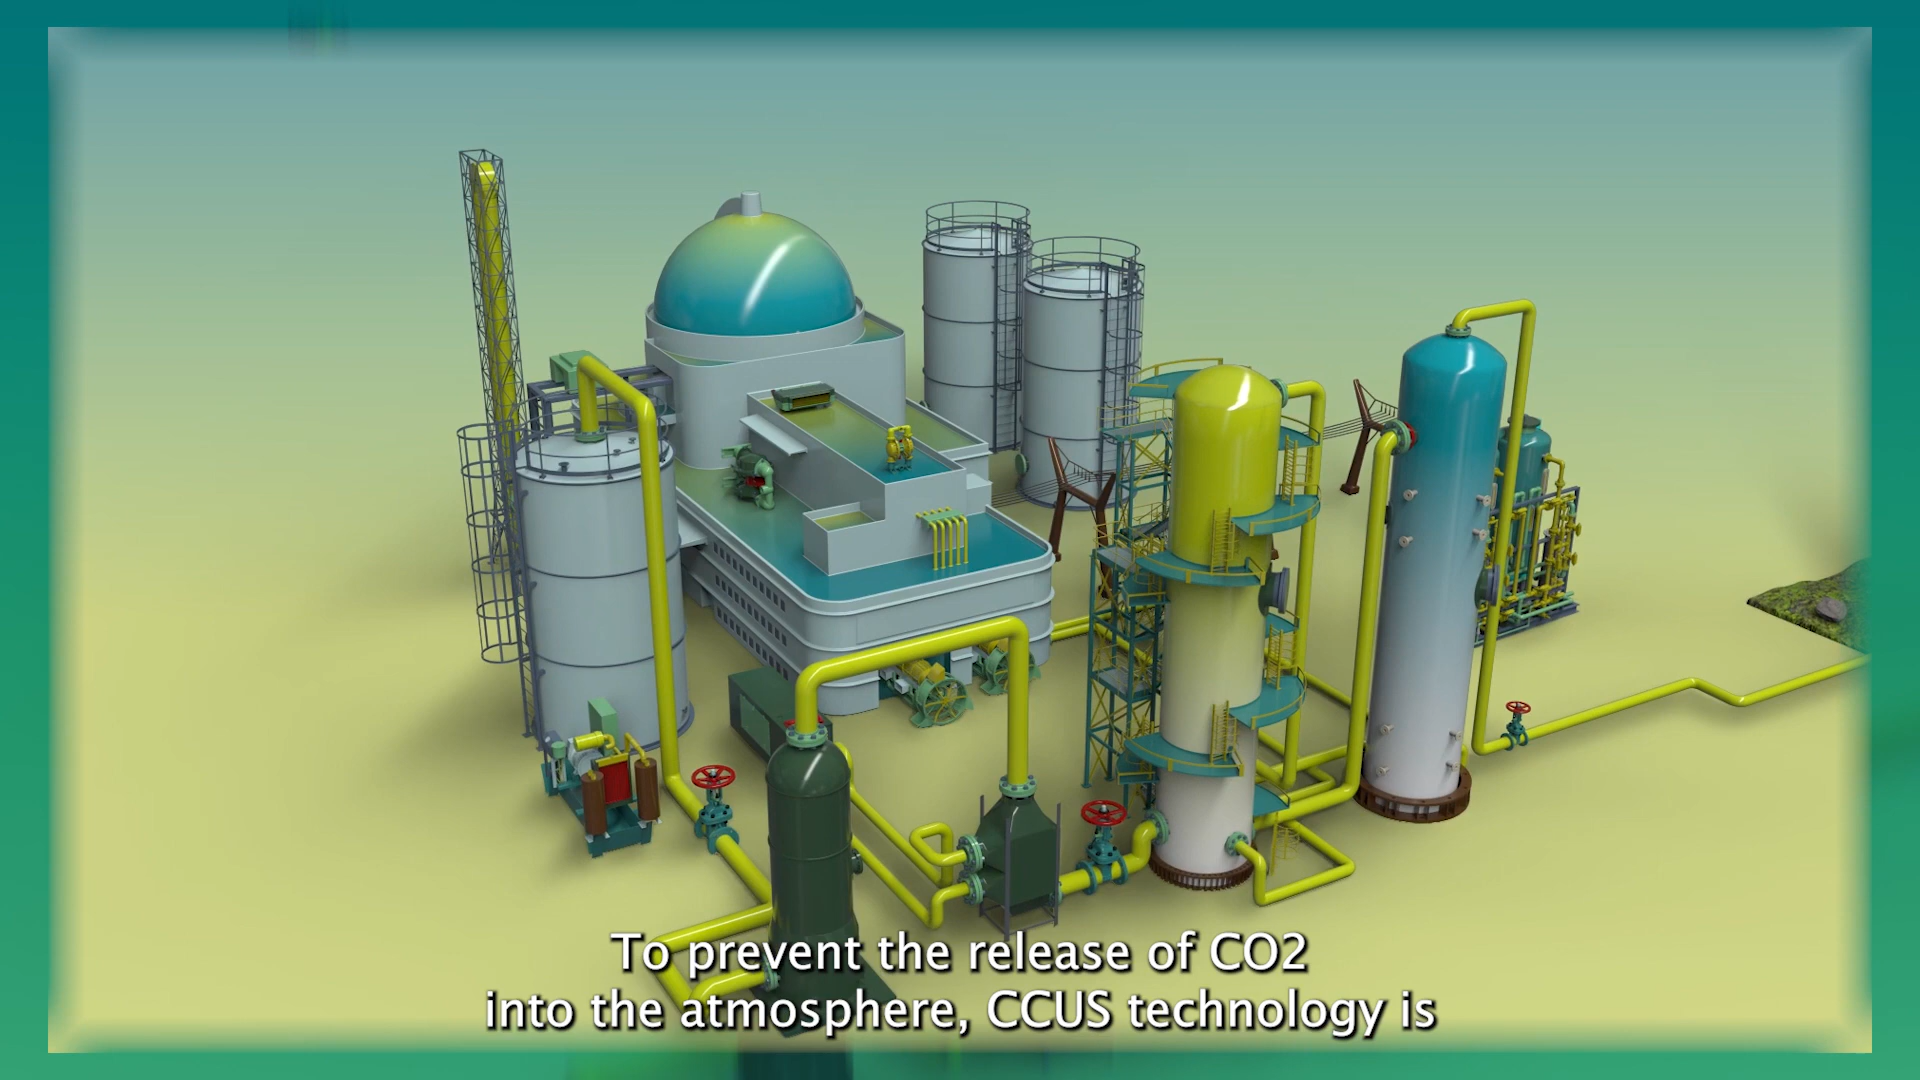 To prevent the release of CO2
into the atmosphere, CCUS technology is